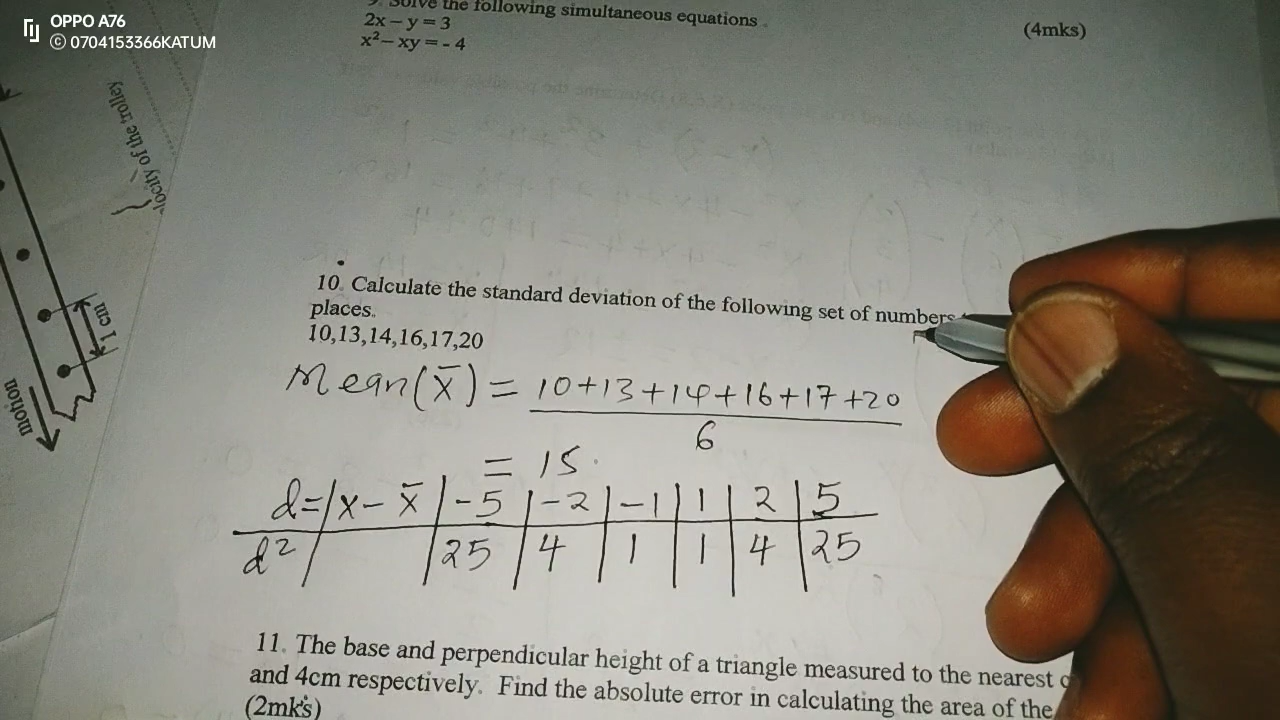 OPPO A76
© 0704153366KATUM
9. Solve the following simultaneous equations
2x – y = 3 (4mks)
x² – xy = - 4
locity of the trolley
1 cm
motion
10. Calculate the standard deviation of the following set of numbers
places.
10,13,14,16,17,20
Mean(x̄) = 10+13+14+16+17+20
6
= 15.
d= x – x̄ -5 -2 -1 1 2 5
d² 25 4 1 1 4 25
11. The base and perpendicular height of a triangle measured to the nearest
and 4cm respectively. Find the absolute error in calculating the area of the
(2mks)